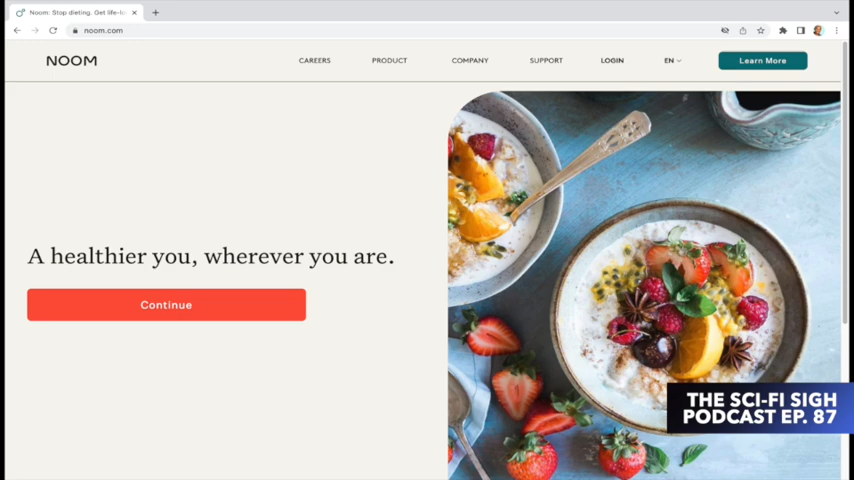 Noom: Stop dieting. Get life-lo
noom.com
NOOM
CAREERS
PRODUCT
COMPANY
SUPPORT
LOGIN
EN
Learn More
A healthier you, wherever you are.
Continue
THE SCI-FI SIGH
PODCAST EP. 87